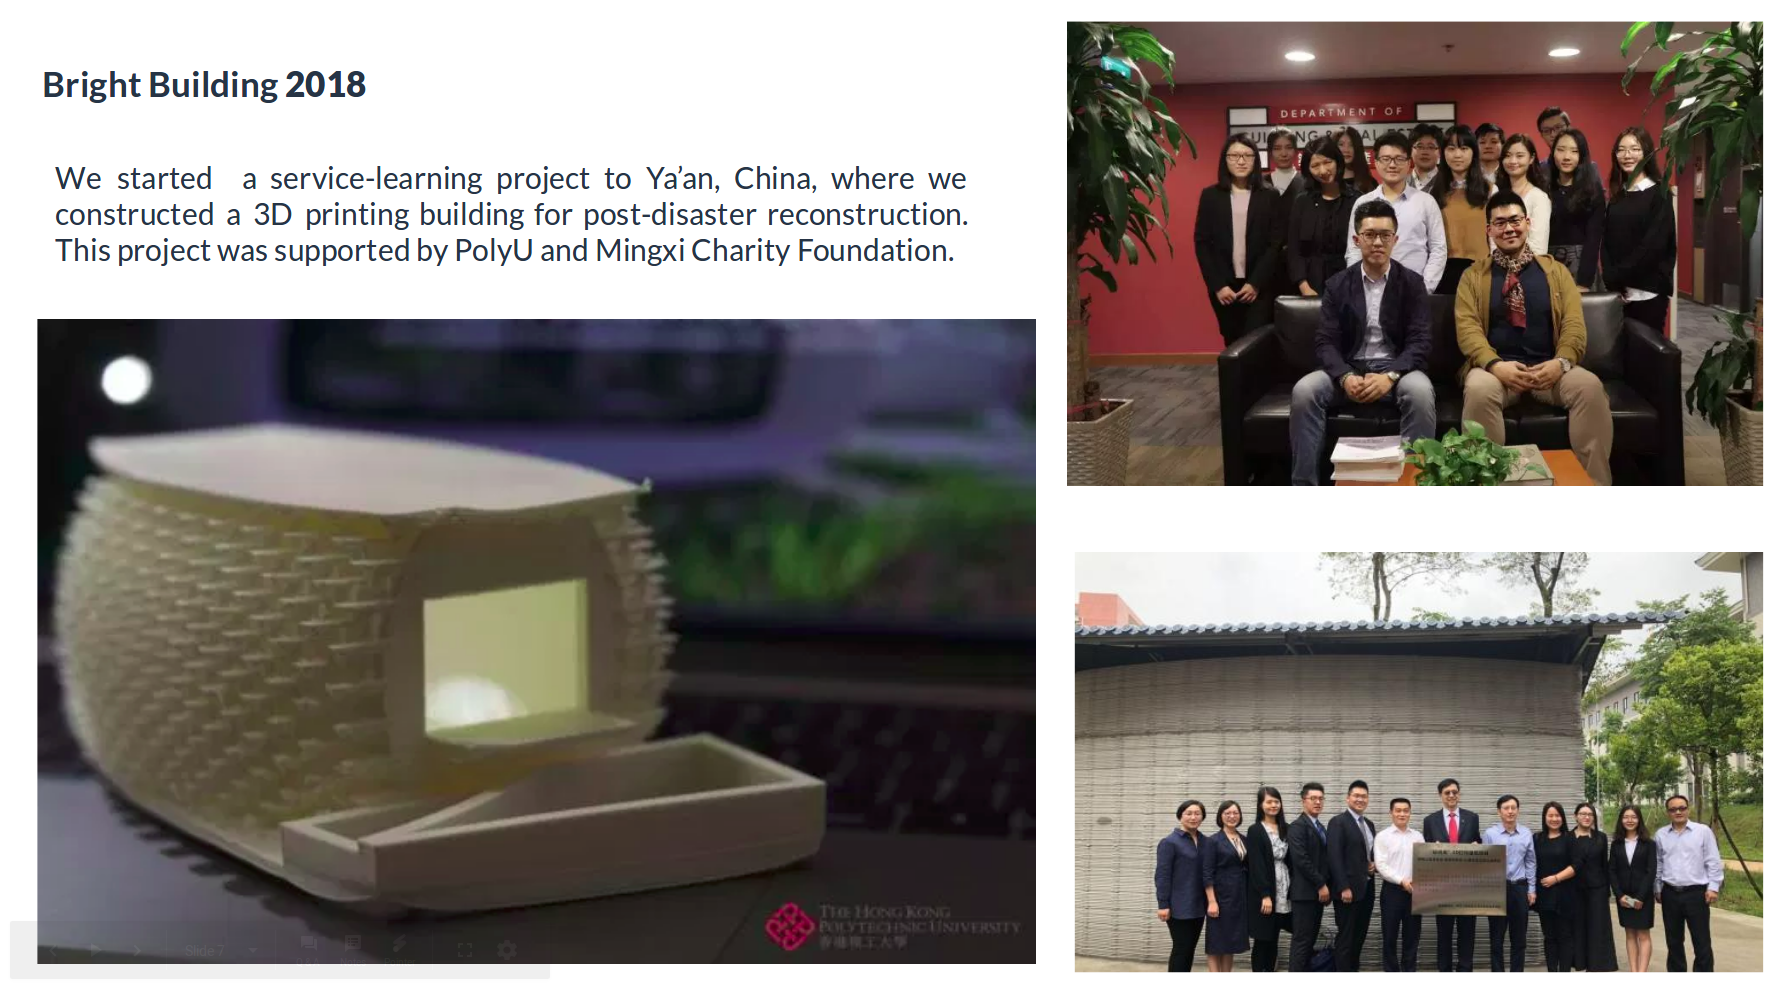 Bright Building 2018
We started a service-learning project to Ya’an, China, where we
constructed a 3D printing building for post-disaster reconstruction.
This project was supported by PolyU and Mingxi Charity Foundation.
DEPARTMENT OF
THE HONG KONG
POLYTECHNIC UNIVERSITY
香港理工大學
Slide 7